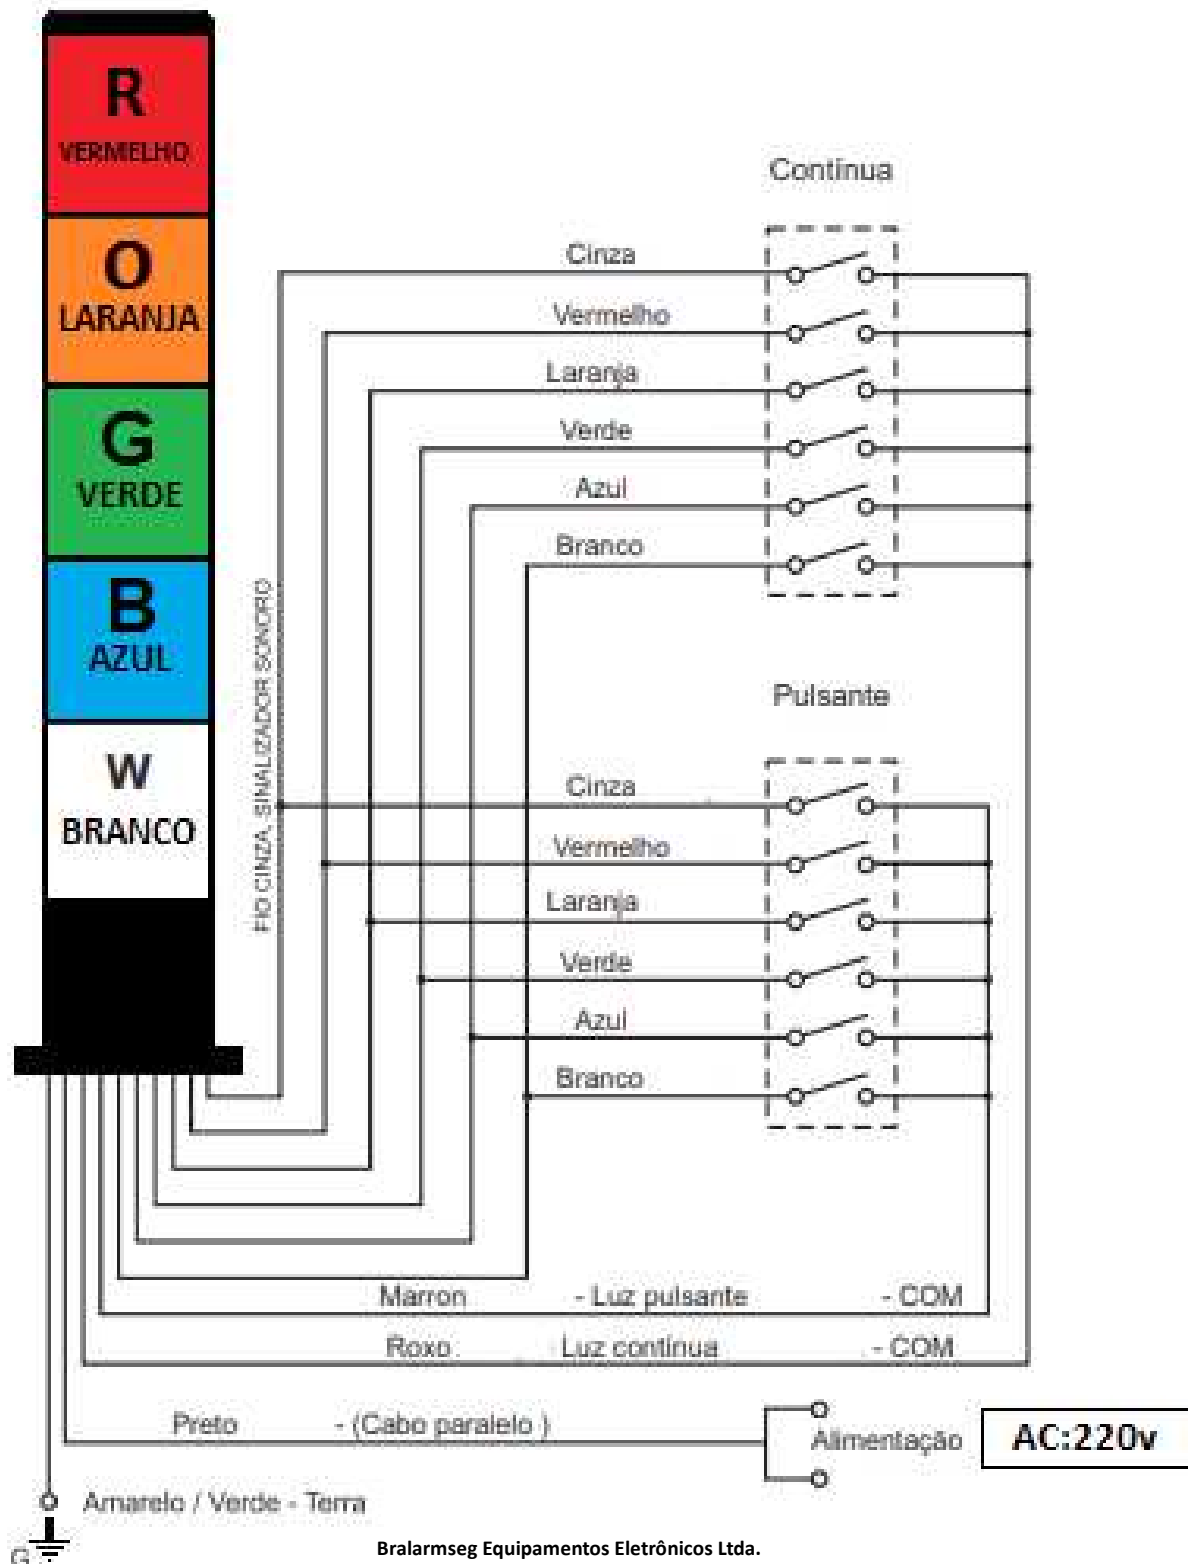 R
VERMELHO
O
LARANJA
G
VERDE
B
AZUL
W
BRANCO
FIO CINZA, SINALIZADOR SONORO
Contínua
Cinza
Vermelho
Laranja
Verde
Azul
Branco
Pulsante
Cinza
Vermelho
Laranja
Verde
Azul
Branco
Marron - Luz pulsante - COM
Roxo - Luz contínua - COM
Preto - (Cabo paralelo )
Alimentação
AC:220v
Amarelo / Verde - Terra
G
Bralarmseg Equipamentos Eletrônicos Ltda.